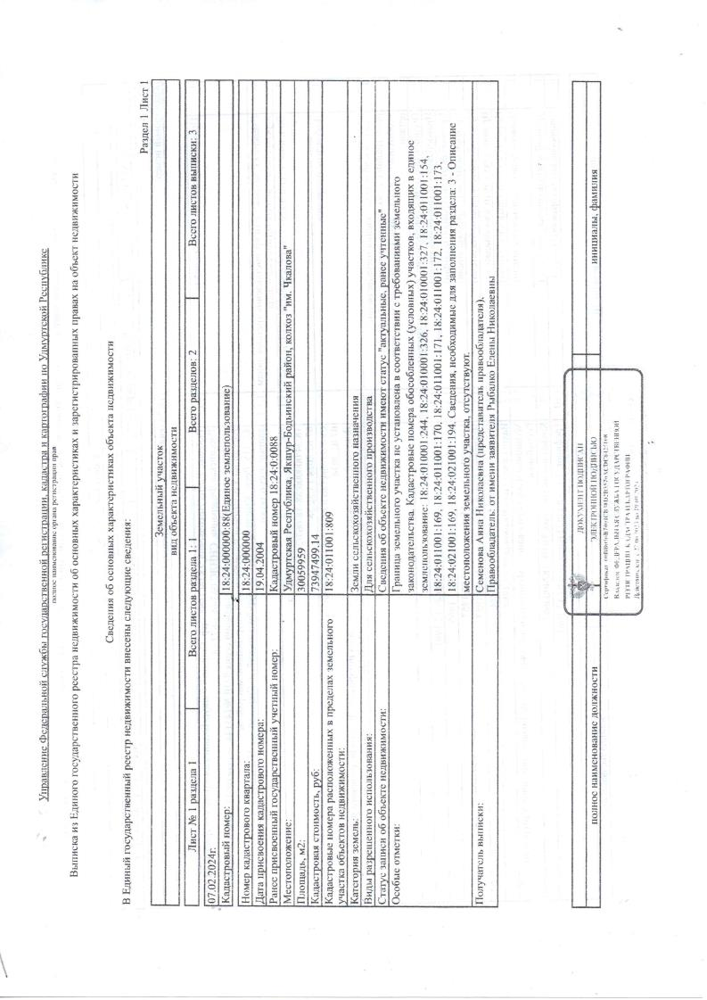 Управление Федеральной службы государственной регистрации, кадастра и картографии по Удмуртской Республике
полное наименование органа регистрации прав
Выписка из Единого государственного реестра недвижимости об основных характеристиках и зарегистрированных правах на объект недвижимости
Сведения об основных характеристиках объекта недвижимости
В Единый государственный реестр недвижимости внесены следующие сведения:
Раздел 1 Лист 1
Земельный участок
вид объекта недвижимости
Лист № 1 раздела 1 Всего листов раздела 1: 1 Всего разделов: 2 Всего листов выписки: 3
07.02.2024г.
Кадастровый номер: 18:24:000000:88(Единое землепользование)
Номер кадастрового квартала: 18:24:000000
Дата присвоения кадастрового номера: 19.04.2004
Ранее присвоенный государственный учетный номер: Кадастровый номер 18:24:0:0088
Местоположение: Удмуртская Республика, Якшур-Бодьинский район, колхоз "им. Чкалова"
Площадь, м2: 30059959
Кадастровая стоимость, руб: 73947499.14
Кадастровые номера расположенных в пределах земельного 18:24:011001:809
участка объектов недвижимости:
Категория земель: Земли сельскохозяйственного назначения
Виды разрешенного использования: Для сельскохозяйственного производства
Статус записи об объекте недвижимости: Сведения об объекте недвижимости имеют статус "актуальные, ранее учтенные"
Особые отметки: Граница земельного участка не установлена в соответствии с требованиями земельного
законодательства. Кадастровые номера обособленных (условных) участков, входящих в единое
землепользование: 18:24:010001:244, 18:24:010001:326, 18:24:010001:327, 18:24:011001:154,
18:24:011001:169, 18:24:011001:170, 18:24:011001:171, 18:24:011001:172, 18:24:011001:173,
18:24:021001:169, 18:24:021001:194. Сведения, необходимые для заполнения раздела: 3 - Описание
местоположения земельного участка, отсутствуют.
Получатель выписки: Семенова Анна Николаевна (представитель правообладателя),
Правообладатель: от имени заявителя Рыбалко Елены Николаевны
полное наименование должности
ДОКУМЕНТ ПОДПИСАН
ЭЛЕКТРОННОЙ ПОДПИСЬЮ
Сертификат
Владелец ФЕДЕРАЛЬНАЯ СЛУЖБА ГОСУДАРСТВЕННОЙ
РЕГИСТРАЦИИ, КАДАСТРА И КАРТОГРАФИИ
инициалы, фамилия